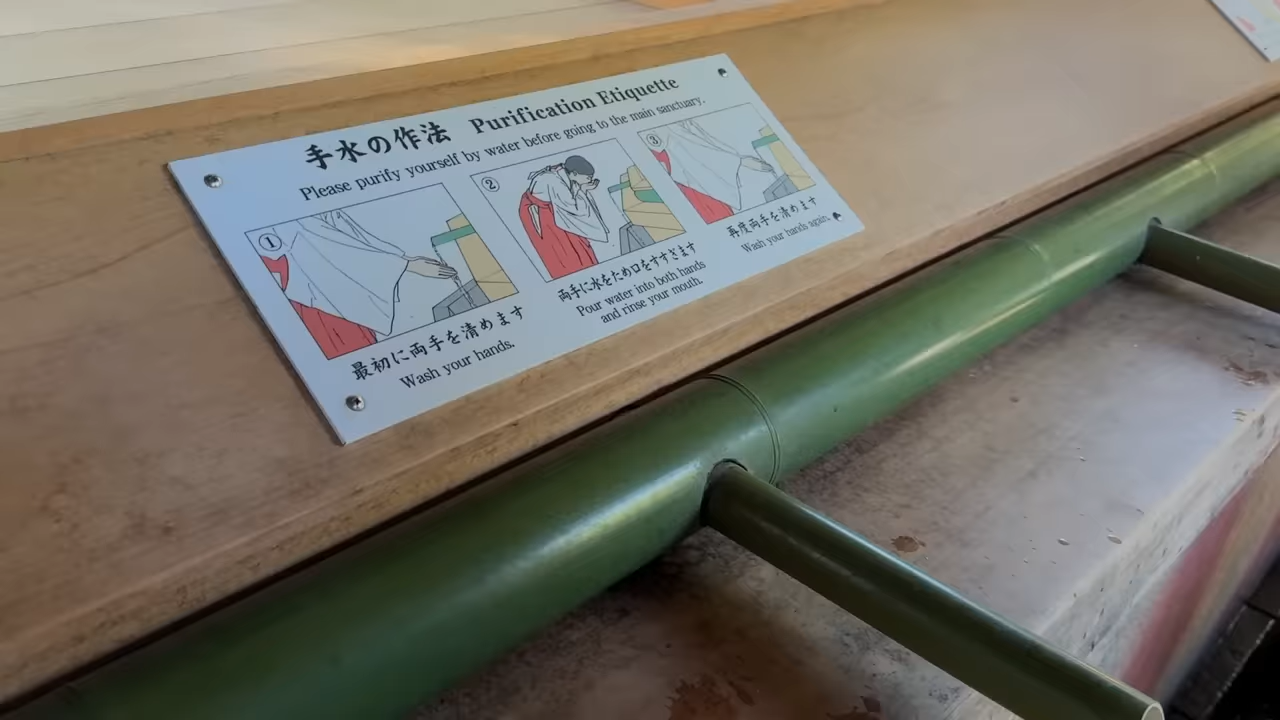 手水の作法 Purification Etiquette
Please purify yourself by water before going to the main sanctuary.
①
最初に両手を清めます
Wash your hands.
②
両手に水をため口をすすぎます
Pour water into both hands
and rinse your mouth.
③
再度両手を清めます
Wash your hands again.